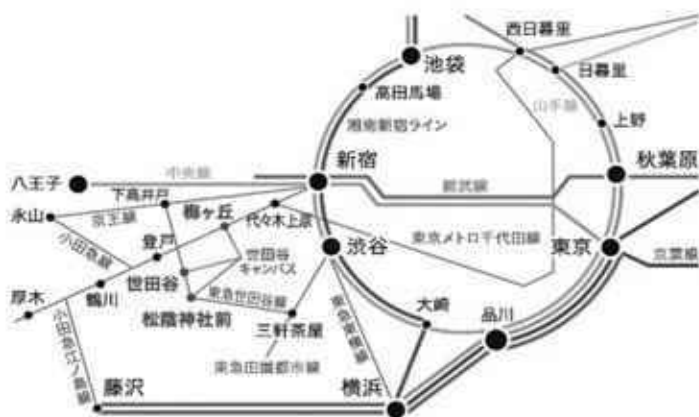 西日暮里
池袋
日暮里
高田馬場
山手線
上野
湘南新宿ライン
中央線
新宿
秋葉原
八王子
下高井戸
総武線
梅ヶ丘
代々木上原
永山
京王線
小田急線
登戸
世田谷
キャンパス
渋谷
東京メトロ千代田線
東京
京葉線
世田谷
厚木
鶴川
東急世田谷線
松陰神社前
三軒茶屋
大崎
品川
東急東横線
小田急江ノ島線
東急田園都市線
藤沢
横浜